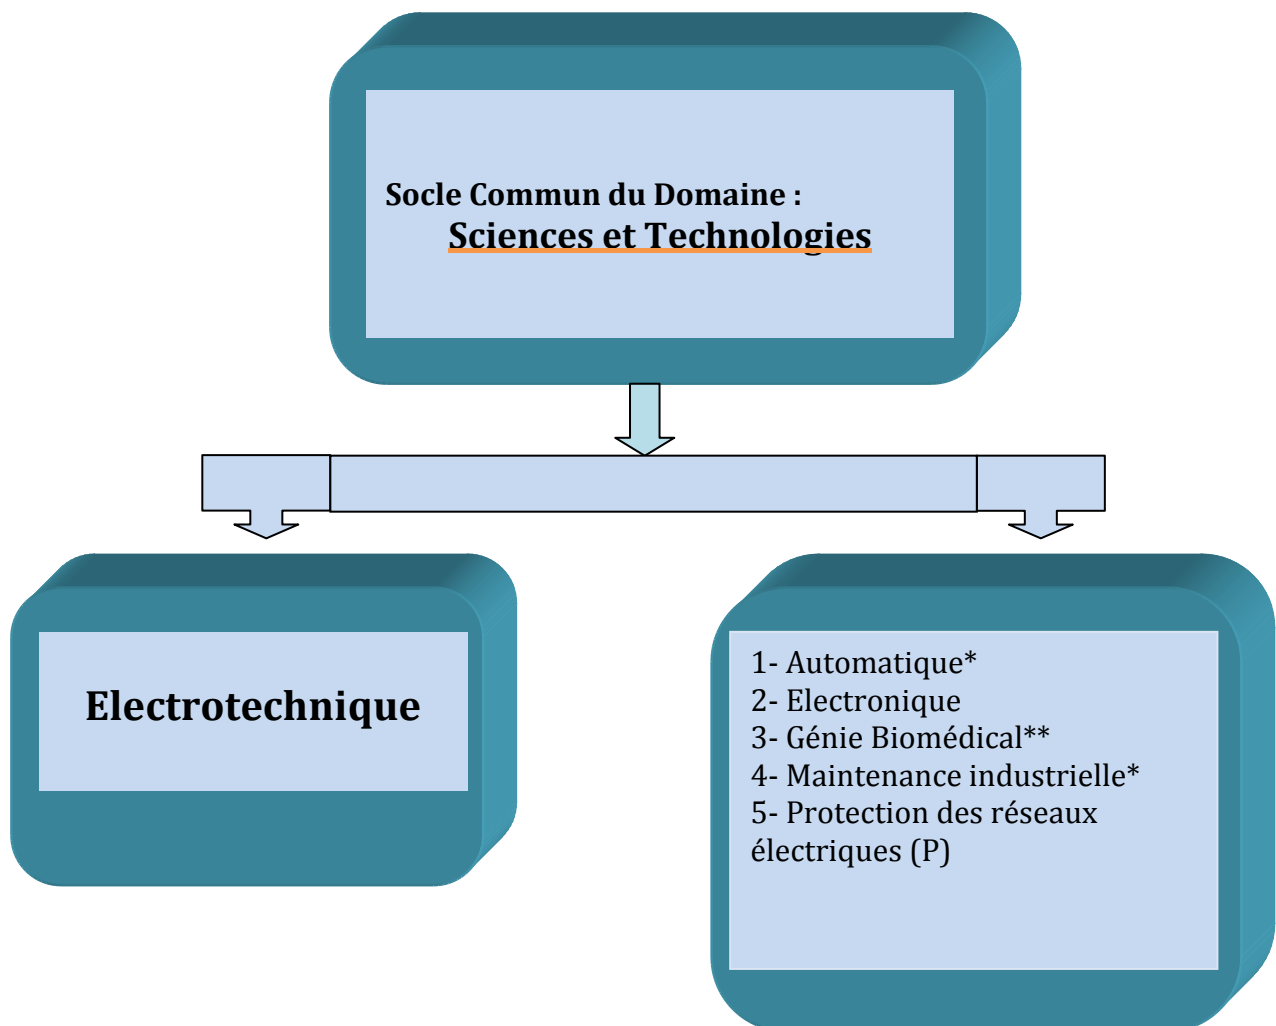 Socle Commun du Domaine :
Sciences et Technologies
Electrotechnique
1- Automatique*
2- Electronique
3- Génie Biomédical**
4- Maintenance industrielle*
5- Protection des réseaux
électriques (P)